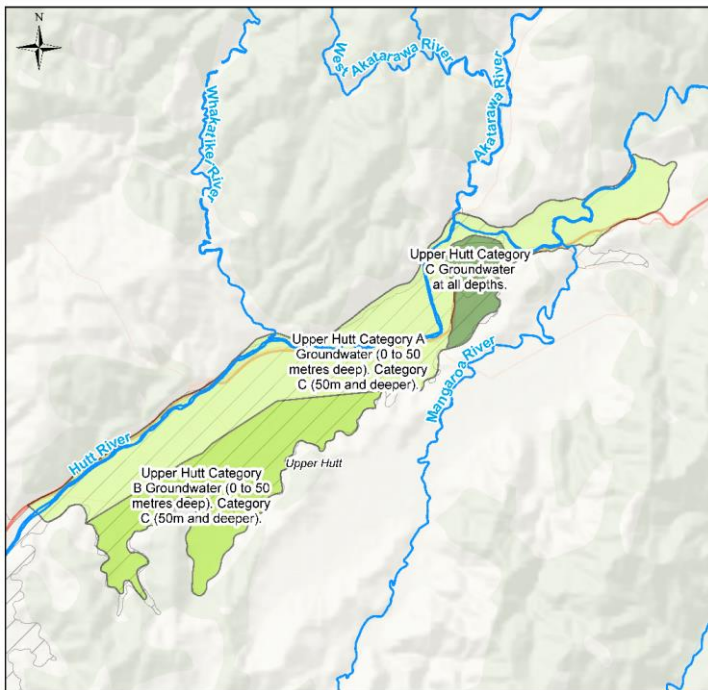 N
West Akatarawa River
Akatarawa River
Whakatikei River
Upper Hutt Category
C Groundwater
at all depths.
Upper Hutt Category A
Groundwater (0 to 50
metres deep). Category
C (50m and deeper).
Mangaroa River
Hutt River
Upper Hutt
Upper Hutt Category
B Groundwater (0 to 50
metres deep). Category
C (50m and deeper).